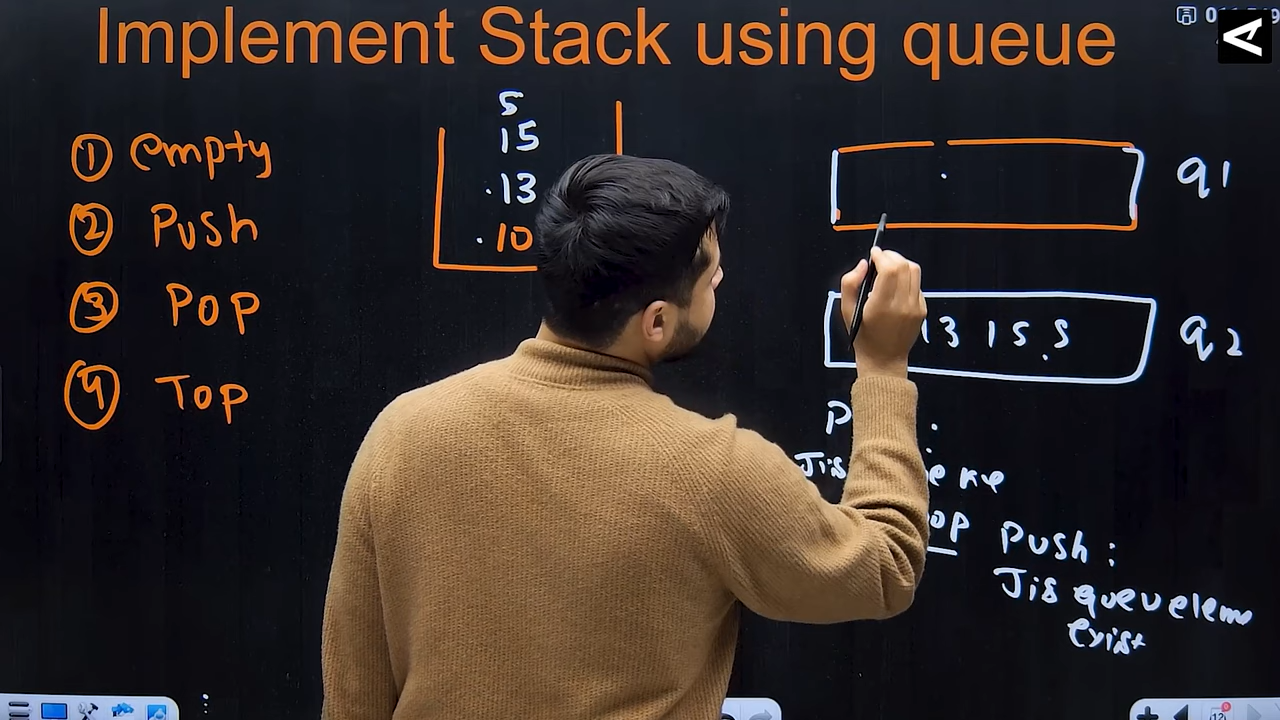 Implement Stack using queue
① empty
② Push
③ Pop
④ Top
5
15
.13
.10
q1
13 15 5
q2
Push:
Jis queue elem
exist